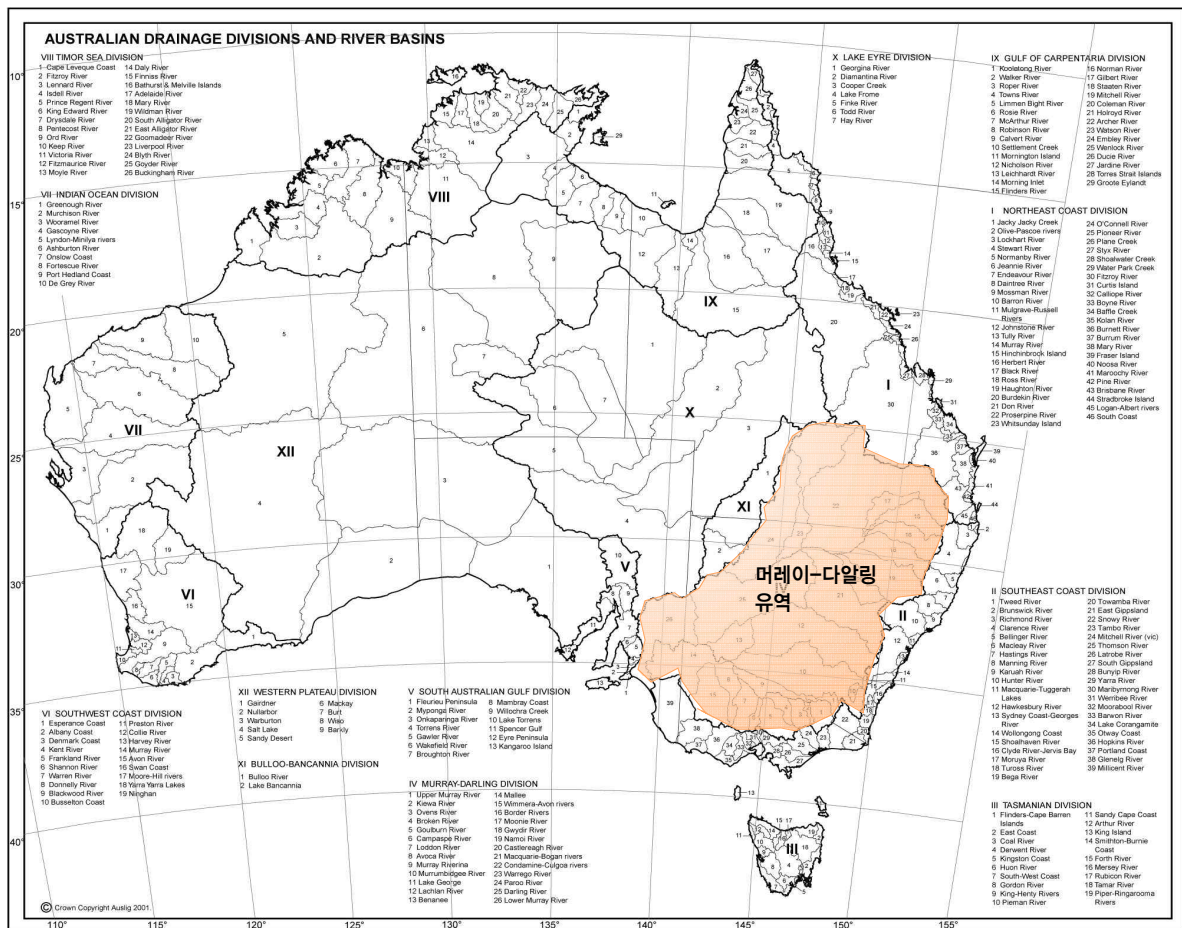 AUSTRALIAN DRAINAGE DIVISIONS AND RIVER BASINS
VIII TIMOR SEA DIVISION
1 Cape Leveque Coast
2 Fitzroy River
3 Lennard River
4 Isdell River
5 Prince Regent River
6 King Edward River
7 Drysdale River
8 Pentecost River
9 Ord River
10 Keep River
11 Victoria River
12 Fitzmaurice River
13 Moyle River
14 Daly River
15 Finniss River
16 Bathurst & Melville Islands
17 Adelaide River
18 Mary River
19 Wildman River
20 South Alligator River
21 East Alligator River
22 Goomadeer River
23 Liverpool River
24 Blyth River
25 Goyder River
26 Buckingham River
VII INDIAN OCEAN DIVISION
1 Greenough River
2 Murchison River
3 Wooramel River
4 Gascoyne River
5 Lyndon-Minilya rivers
6 Ashburton River
7 Onslow Coast
8 Fortescue River
9 Port Hedland Coast
10 De Grey River
X LAKE EYRE DIVISION
1 Georgina River
2 Diamantina River
3 Cooper Creek
4 Lake Frome
5 Finke River
6 Todd River
7 Hay River
IX GULF OF CARPENTARIA DIVISION
1 Koolatong River
2 Walker River
3 Roper River
4 Towns River
5 Limmen Bight River
6 Rosie River
7 McArthur River
8 Robinson River
9 Calvert River
10 Settlement Creek
11 Mornington Island
12 Nicholson River
13 Leichhardt River
14 Morning Inlet
15 Flinders River
16 Norman River
17 Gilbert River
18 Staaten River
19 Mitchell River
20 Coleman River
21 Holroyd River
22 Archer River
23 Watson River
24 Embley River
25 Wenlock River
26 Ducie River
27 Jardine River
28 Torres Strait Islands
29 Groote Eylandt
I NORTHEAST COAST DIVISION
1 Jacky Jacky Creek
2 Olive-Pascoe rivers
3 Lockhart River
4 Stewart River
5 Normanby River
6 Jeannie River
7 Endeavour River
8 Daintree River
9 Mossman River
10 Barron River
11 Mulgrave-Russell
Rivers
12 Johnstone River
13 Tully River
14 Murray River
15 Hinchinbrook Island
16 Herbert River
17 Black River
18 Ross River
19 Haughton River
20 Burdekin River
21 Don River
22 Proserpine River
23 Whitsunday Island
24 O'Connell River
25 Pioneer River
26 Plane Creek
27 Styx River
28 Shoalwater Creek
29 Water Park Creek
30 Fitzroy River
31 Curtis Island
32 Calliope River
33 Boyne River
34 Baffle Creek
35 Kolan River
36 Burnett River
37 Burrum River
38 Mary River
39 Fraser Island
40 Noosa River
41 Maroochy River
42 Pine River
43 Brisbane River
44 Stradbroke Island
45 Logan-Albert rivers
46 South Coast
VIII
IX
I
X
VII
XII
XI
V
VI
II
III
머레이-다알링
유역
II SOUTHEAST COAST DIVISION
1 Tweed River
2 Brunswick River
3 Richmond River
4 Clarence River
5 Bellinger River
6 Macleay River
7 Hastings River
8 Manning River
9 Karuah River
10 Hunter River
11 Macquarie-Tuggerah
Lakes
12 Hawkesbury River
13 Sydney Coast-Georges
River
14 Wollongong Coast
15 Shoalhaven River
16 Clyde River-Jervis Bay
17 Moruya River
18 Tuross River
19 Bega River
20 Towamba River
21 East Gippsland
22 Snowy River
23 Tambo River
24 Mitchell River (vic)
25 Thomson River
26 Latrobe River
27 South Gippsland
28 Bunyip River
29 Yarra River
30 Maribyrnong River
31 Werribee River
32 Moorabool River
33 Barwon River
34 Lake Corangamite
35 Otway Coast
36 Hopkins River
37 Portland Coast
38 Glenelg River
39 Millicent River
III TASMANIAN DIVISION
1 Flinders-Cape Barren
Islands
2 East Coast
3 Coal River
4 Derwent River
5 Kingston Coast
6 Huon River
7 South-West Coast
8 Gordon River
9 King-Henty Rivers
10 Pieman River
11 Sandy Cape Coast
12 Arthur River
13 King Island
14 Smithton-Burnie
Coast
15 Forth River
16 Mersey River
17 Rubicon River
18 Tamar River
19 Piper-Ringarooma
Rivers
XII WESTERN PLATEAU DIVISION
1 Gairdner
2 Nullarbor
3 Warburton
4 Salt Lake
5 Sandy Desert
6 Mackay
7 Burt
8 Wiso
9 Barkly
XI BULLOO-BANCANNIA DIVISION
1 Bulloo River
2 Lake Bancannia
V SOUTH AUSTRALIAN GULF DIVISION
1 Fleurieu Peninsula
2 Myponga River
3 Onkaparinga River
4 Torrens River
5 Gawler River
6 Wakefield River
7 Broughton River
8 Mambray Coast
9 Willochra Creek
10 Lake Torrens
11 Spencer Gulf
12 Eyre Peninsula
13 Kangaroo Island
IV MURRAY-DARLING DIVISION
1 Upper Murray River
2 Kiewa River
3 Ovens River
4 Broken River
5 Goulburn River
6 Campaspe River
7 Loddon River
8 Avoca River
9 Murray Riverina
10 Murrumbidgee River
11 Lake George
12 Lachlan River
13 Benanee
14 Mallee
15 Wimmera-Avon rivers
16 Border Rivers
17 Moonie River
18 Gwydir River
19 Namoi River
20 Castlereagh River
21 Macquarie-Bogan rivers
22 Condamine-Culgoa rivers
23 Warrego River
24 Paroo River
25 Darling River
26 Lower Murray River
VI SOUTHWEST COAST DIVISION
1 Esperance Coast
2 Albany Coast
3 Denmark Coast
4 Kent River
5 Frankland River
6 Shannon River
7 Warren River
8 Donnelly River
9 Blackwood River
10 Busselton Coast
11 Preston River
12 Collie River
13 Harvey River
14 Murray River
15 Avon River
16 Swan Coast
17 Moore-Hill rivers
18 Yarra Yarra Lakes
19 Ninghan
10°
15°
20°
25°
30°
35°
40°
© Crown Copyright Auslig 2001.
110° 115° 120° 125° 130° 135° 140° 145° 150° 155°